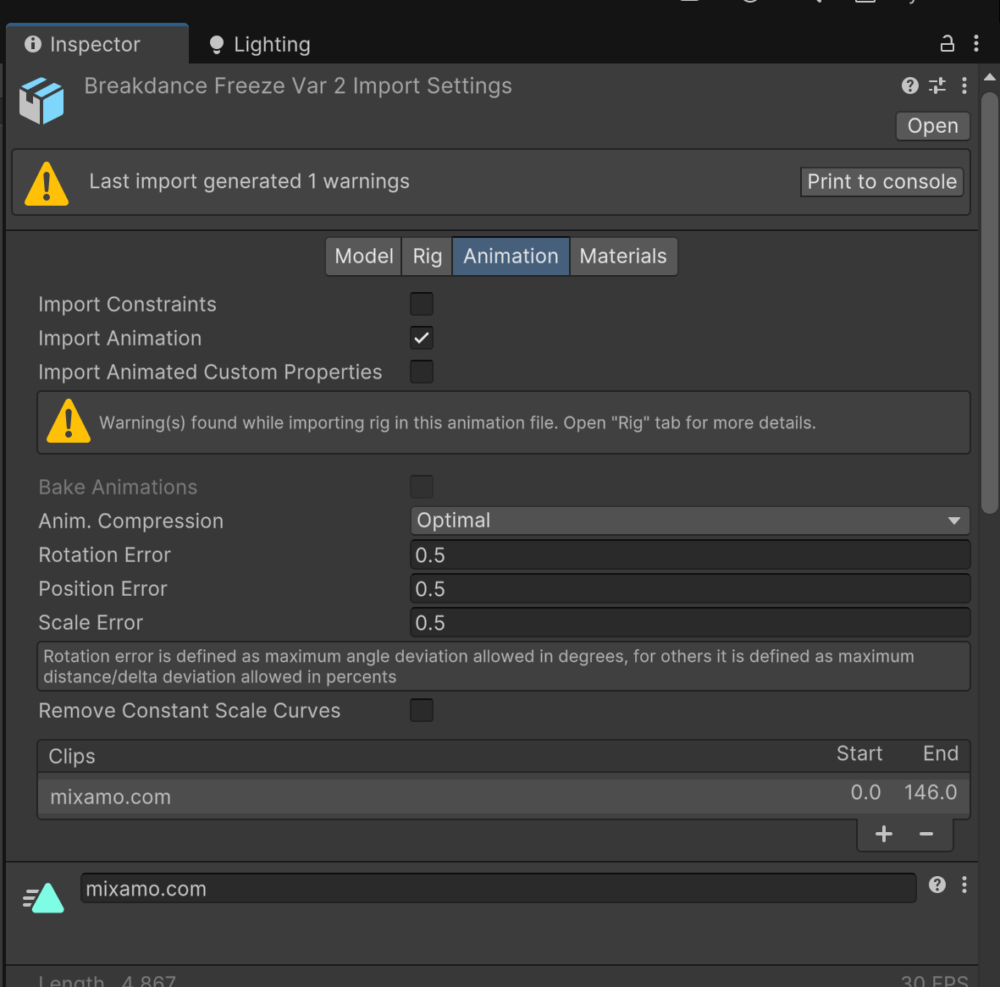 Inspector
Lighting
Breakdance Freeze Var 2 Import Settings
Open
Last import generated 1 warnings
Print to console
Model
Rig
Animation
Materials
Import Constraints
Import Animation
Import Animated Custom Properties
Warning(s) found while importing rig in this animation file. Open "Rig" tab for more details.
Bake Animations
Anim. Compression
Optimal
Rotation Error
0.5
Position Error
0.5
Scale Error
0.5
Rotation error is defined as maximum angle deviation allowed in degrees, for others it is defined as maximum
distance/delta deviation allowed in percents
Remove Constant Scale Curves
Clips
Start
End
mixamo.com
0.0
146.0
mixamo.com
Length
4.867
30 FPS